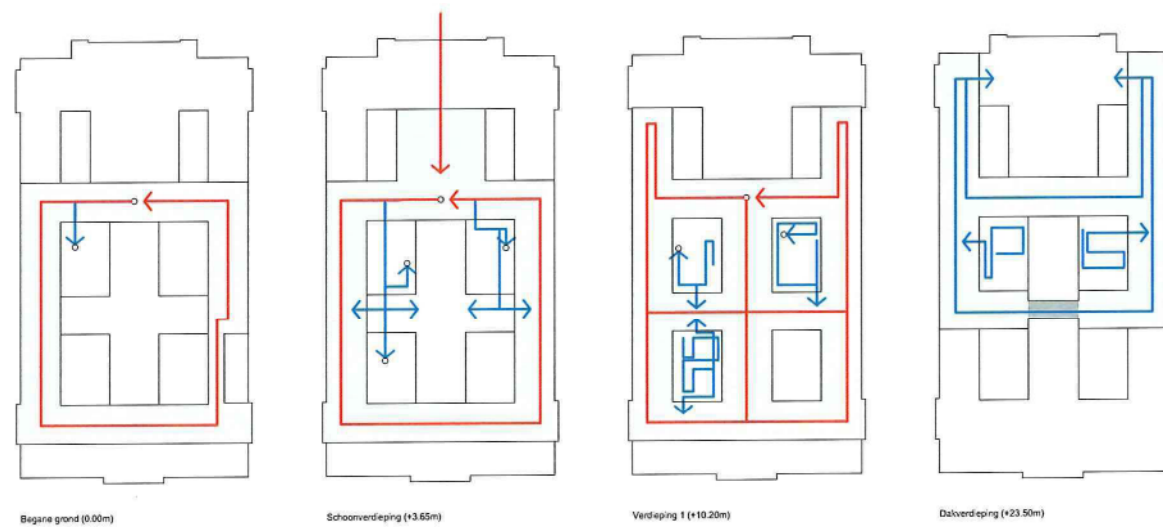 Begane grond (0.00m)
Schoonverdieping (+3.65m)
Verdieping 1 (+10.20m)
Dakverdieping (+23.50m)